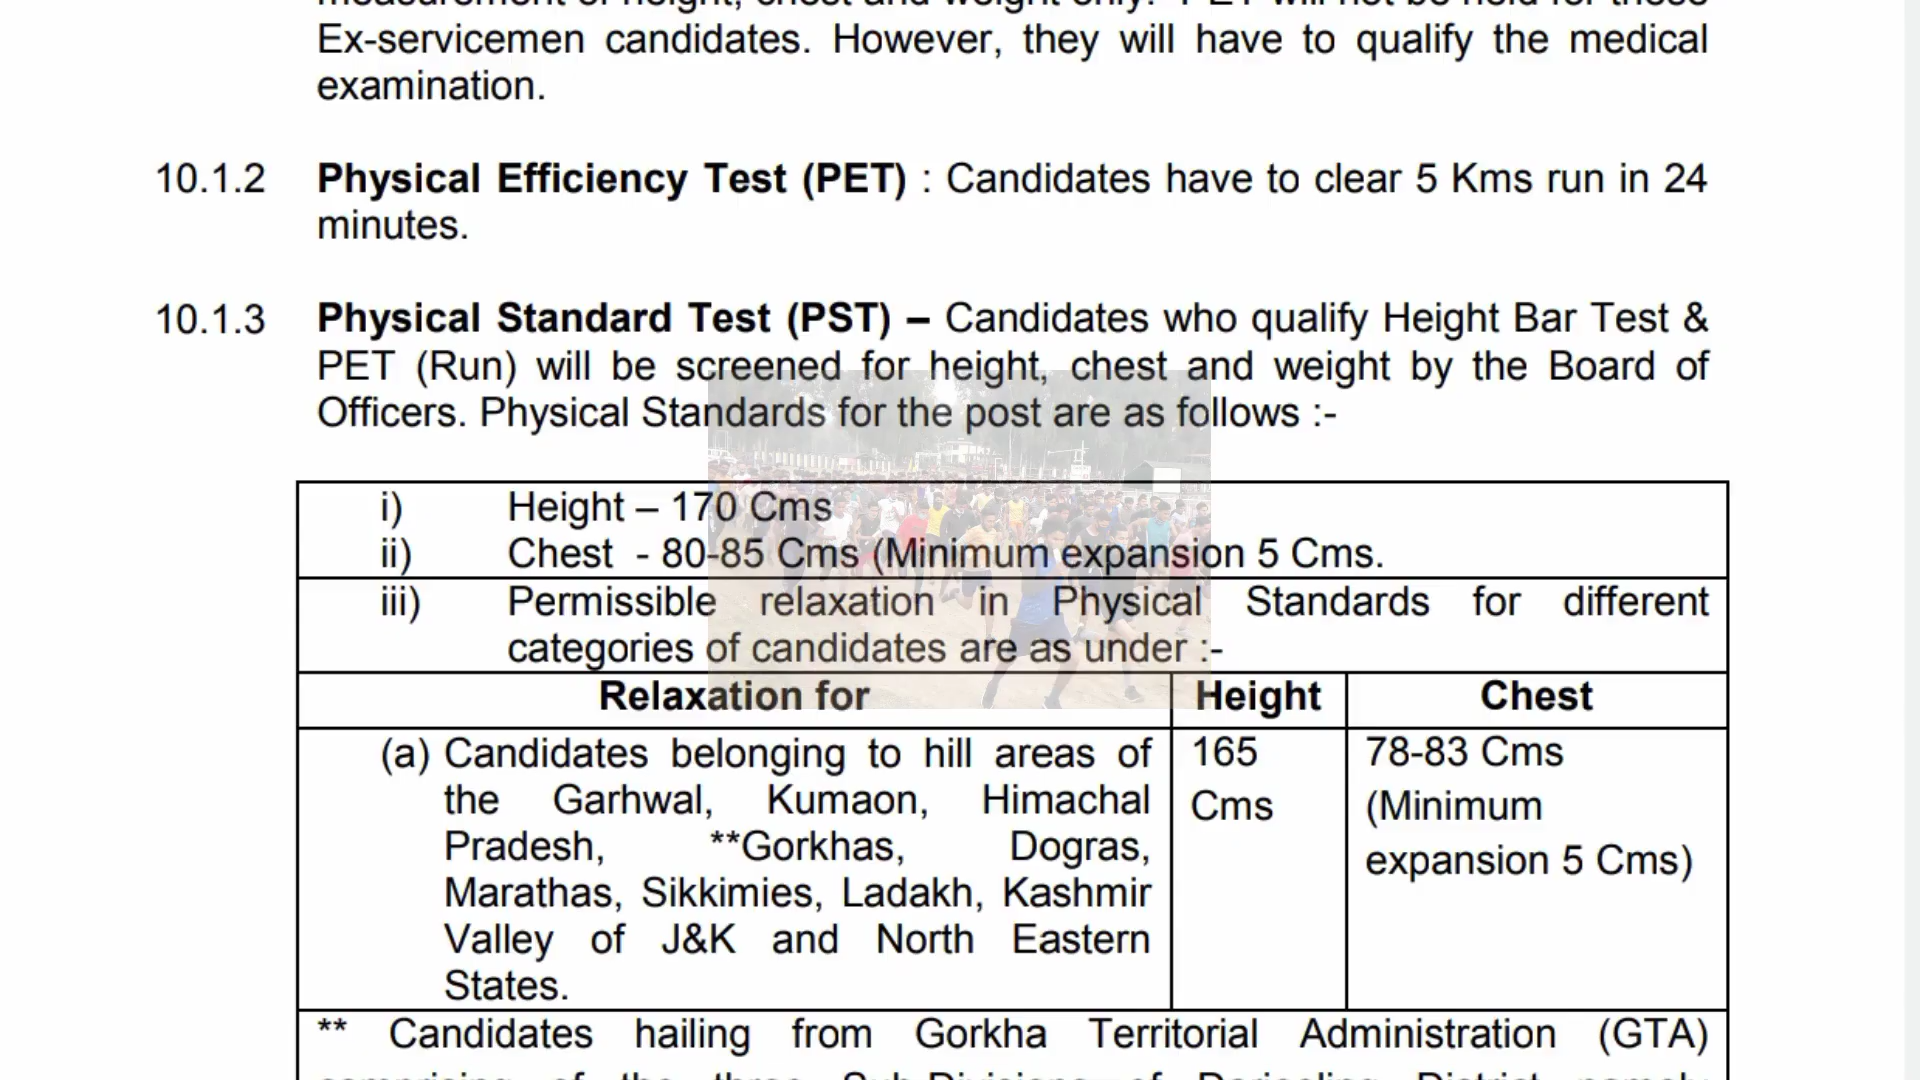 Ex-servicemen candidates. However, they will have to qualify the medical
examination.
10.1.2 Physical Efficiency Test (PET) : Candidates have to clear 5 Kms run in 24
minutes.
10.1.3 Physical Standard Test (PST) – Candidates who qualify Height Bar Test &
PET (Run) will be screened for height, chest and weight by the Board of
Officers. Physical Standards for the post are as follows :-
i) Height – 170 Cms
ii) Chest - 80-85 Cms (Minimum expansion 5 Cms.
iii) Permissible relaxation in Physical Standards for different
categories of candidates are as under :-
Relaxation for Height Chest
(a) Candidates belonging to hill areas of
the Garhwal, Kumaon, Himachal
Pradesh, **Gorkhas, Dogras,
Marathas, Sikkimies, Ladakh, Kashmir
Valley of J&K and North Eastern
States.
165
Cms
78-83 Cms
(Minimum
expansion 5 Cms)
** Candidates hailing from Gorkha Territorial Administration (GTA)